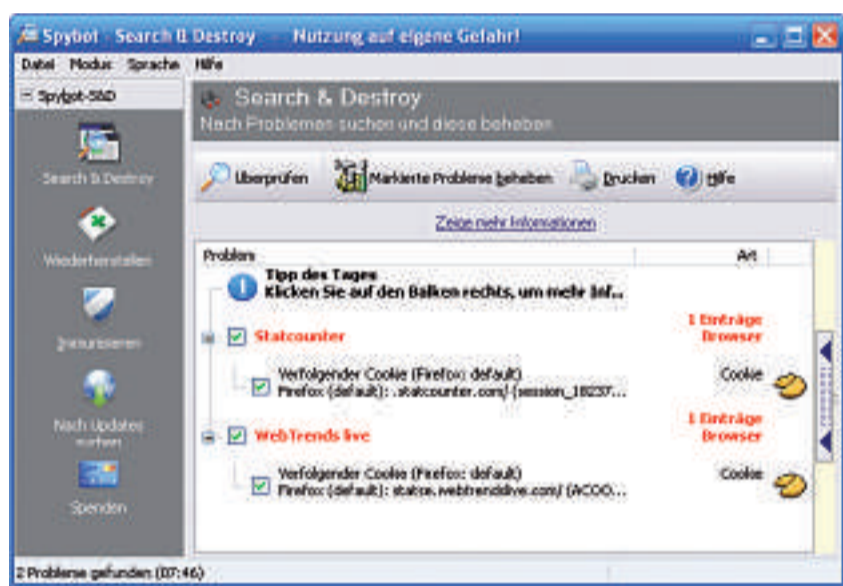 Spybot - Search & Destroy - Nutzung auf eigene Gefahr!
Datei Modus Sprache Hilfe
Spybot-S&D
Search & Destroy
Nach Problemen suchen und diese beheben
Search & Destroy
Überprüfen Markierte Probleme beheben Drucken Hilfe
Zeige mehr Informationen
Wiederherstellen
Problem Art
Tipp des Tages
Klicken Sie auf den Balken rechts, um mehr Inf...
Immunisieren
Statcounter 1 Einträge
Browser
Verfolgender Cookie (Firefox: default) Cookie
Firefox (default): .statcounter.com/ (session_18237...
Nach Updates
suchen
WebTrends live 1 Einträge
Browser
Verfolgender Cookie (Firefox: default) Cookie
Firefox (default): statse.webtrendslive.com/ (ACOO...
Spenden
2 Probleme gefunden (07:46)